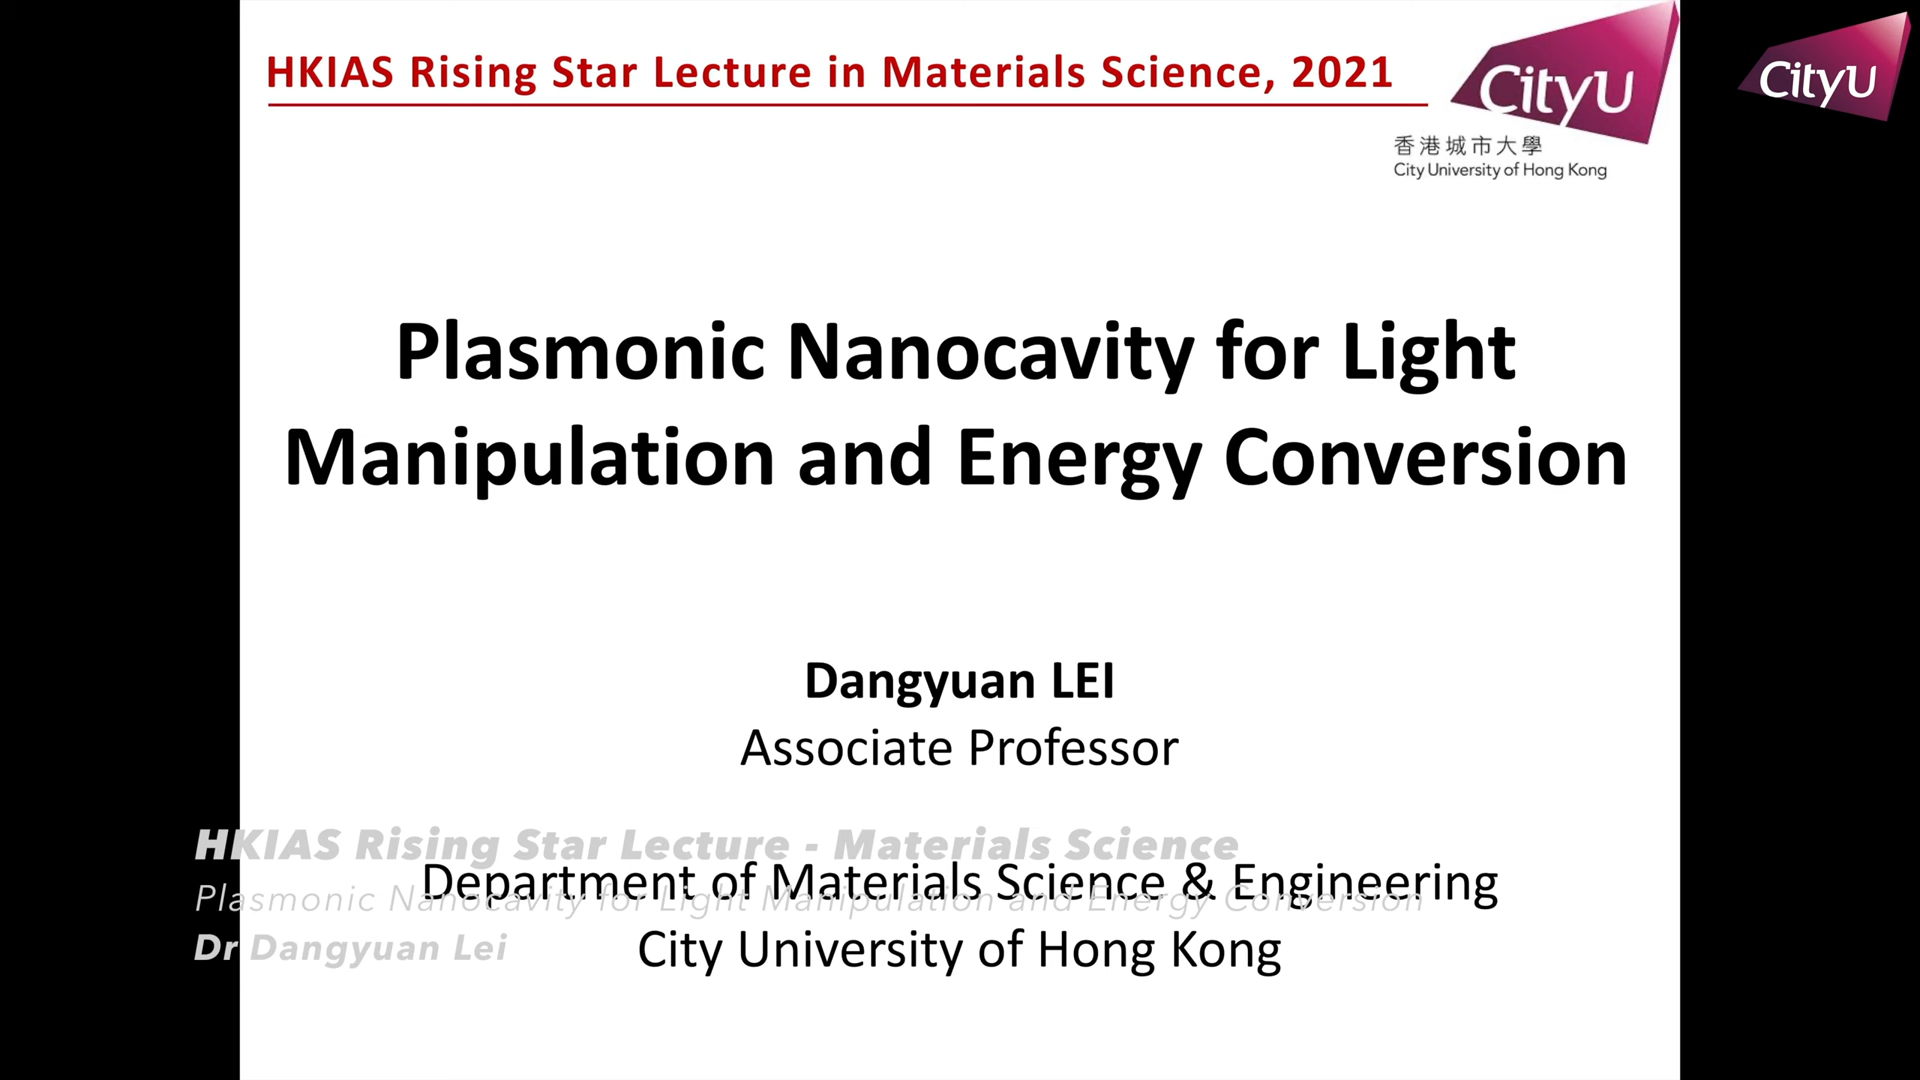 HKIAS Rising Star Lecture in Materials Science, 2021
CityU
香港城市大學
City University of Hong Kong
CityU
Plasmonic Nanocavity for Light
Manipulation and Energy Conversion
Dangyuan LEI
Associate Professor
HKIAS Rising Star Lecture - Materials Science
Department of Materials Science & Engineering
Plasmonic Nanocavity for Light Manipulation and Energy Conversion
Dr Dangyuan Lei
City University of Hong Kong